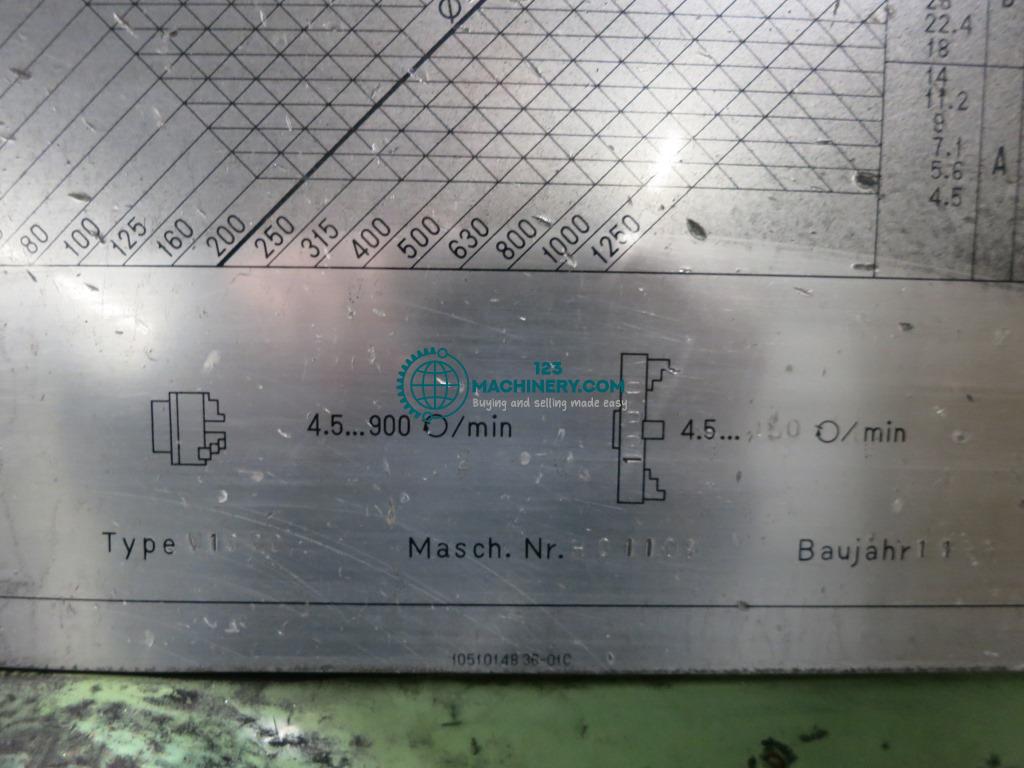 Ø
22.4
18
14
11.2
9
7.1
5.6
4.5
A
80 100 125 160 200 250 315 400 500 630 800 1000 1250
123
MACHINERY.COM
Buying and selling made easy
4.5...900 /min
4.5... /min
Type
Masch. Nr.
Baujahr